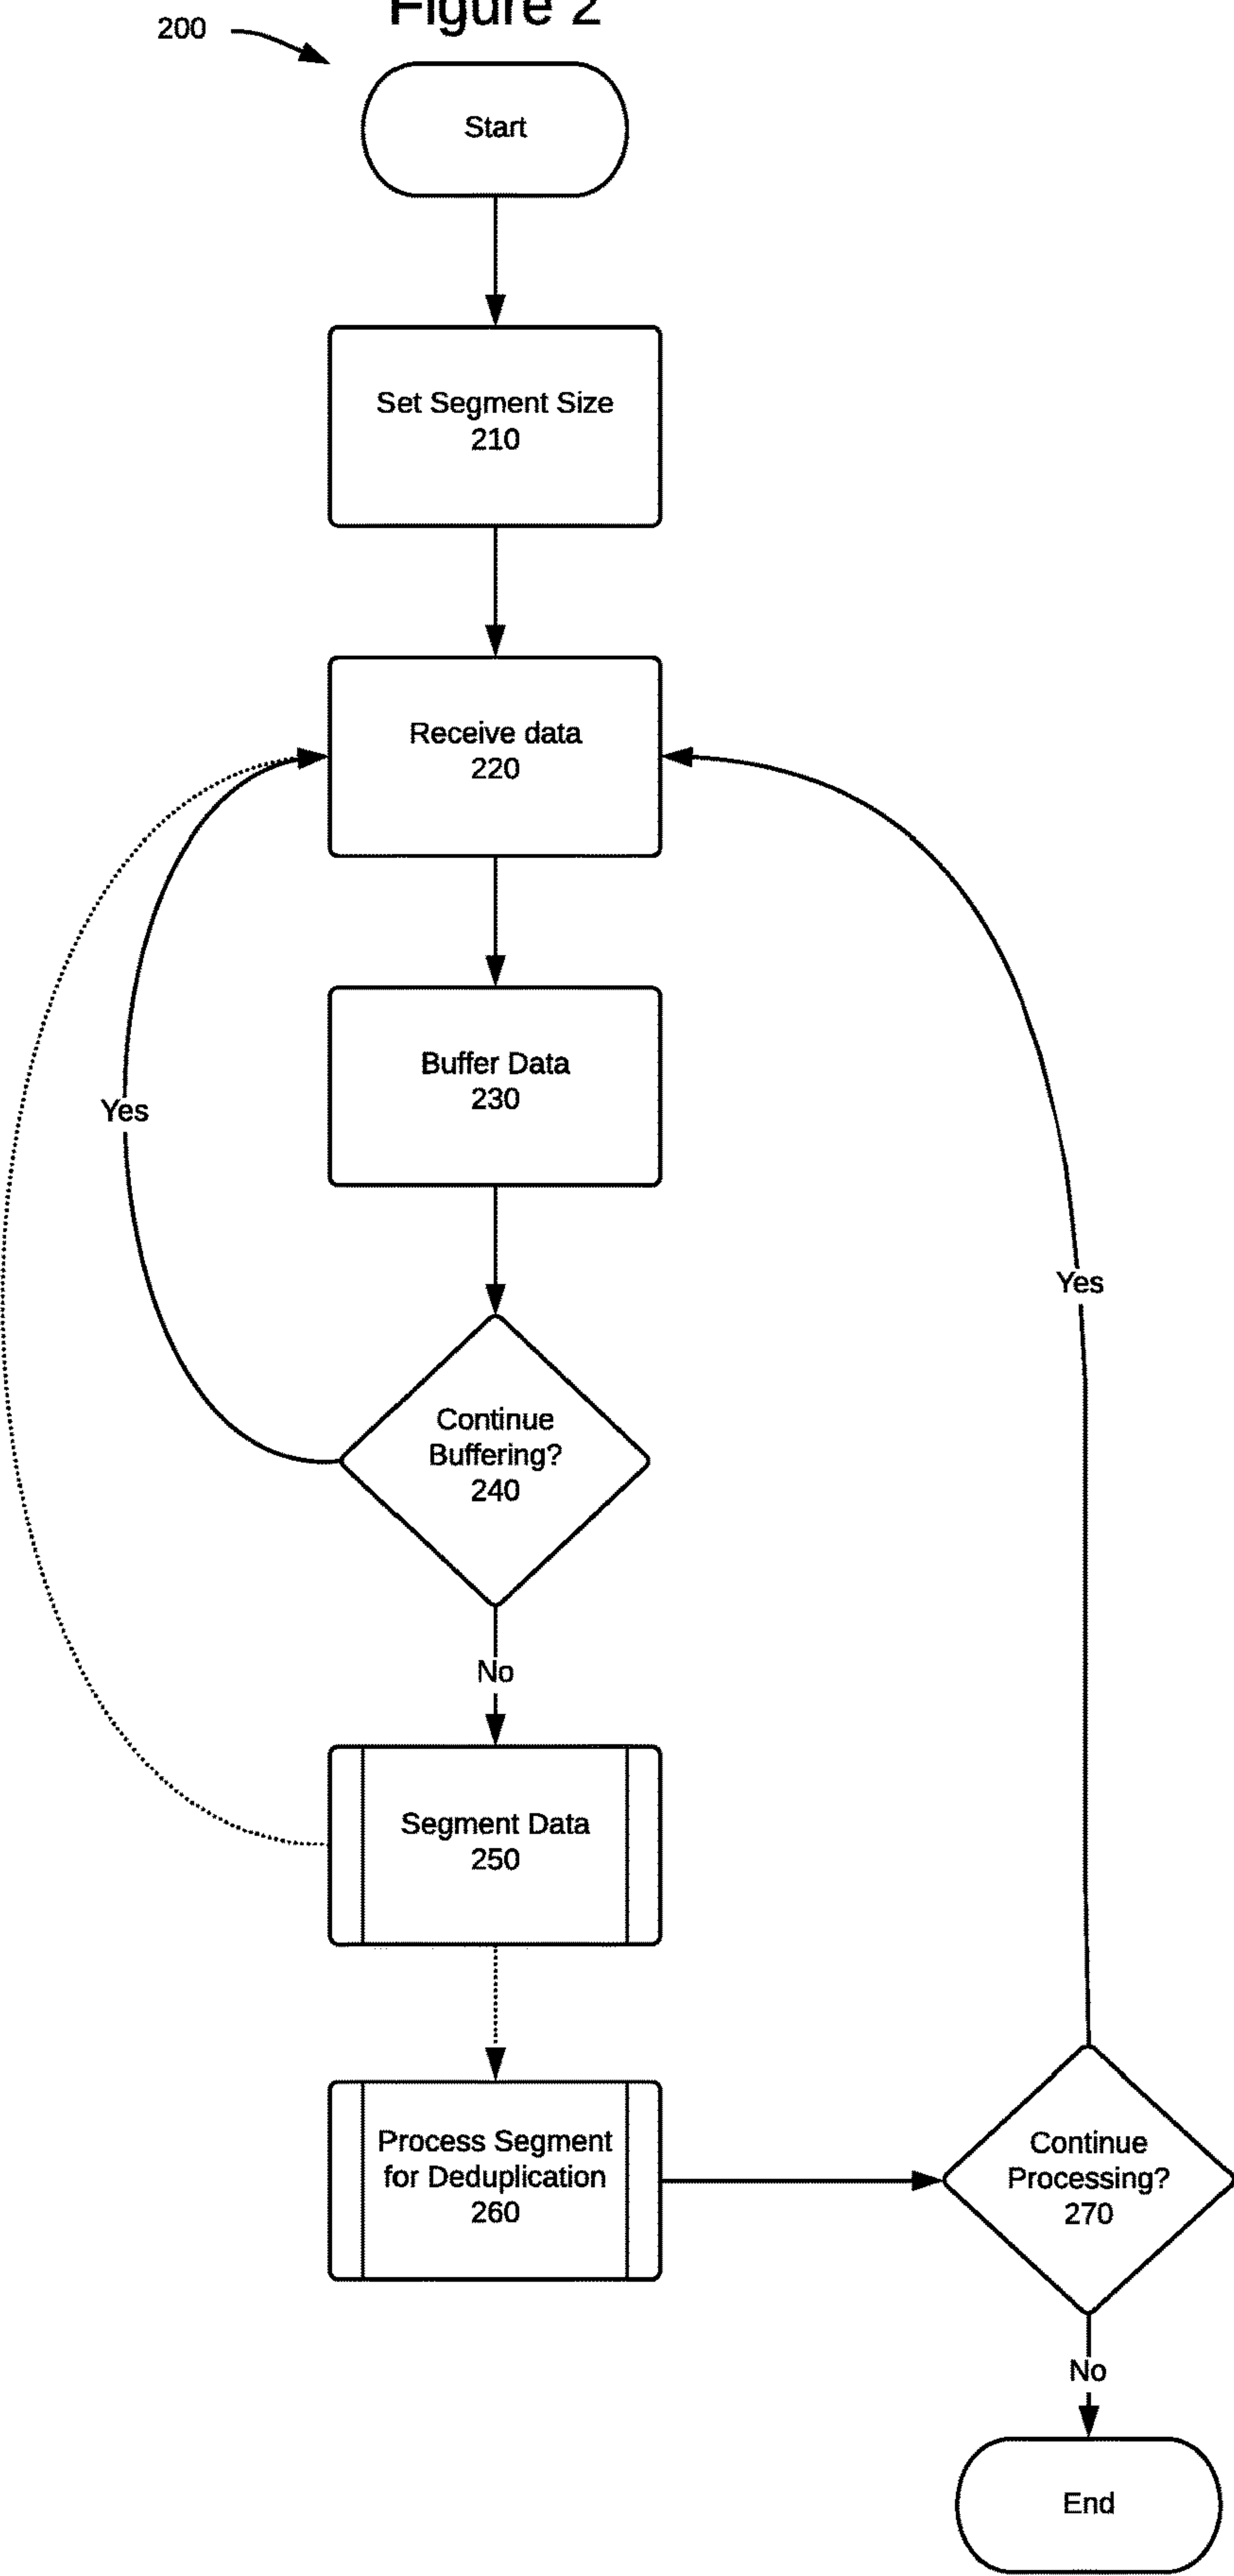 Figure 2
200
Start
Set Segment Size
210
Receive data
220
Buffer Data
230
Yes
Yes
Continue
Buffering?
240
No
Segment Data
250
Process Segment
for Deduplication
260
Continue
Processing?
270
No
End